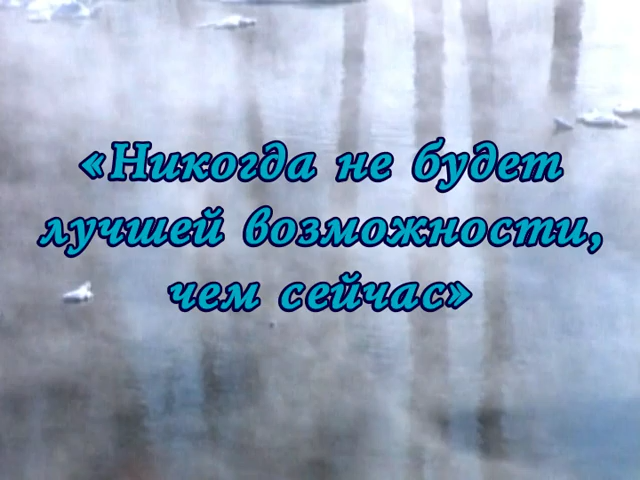 «Никогда не будет
лучшей возможности,
чем сейчас»